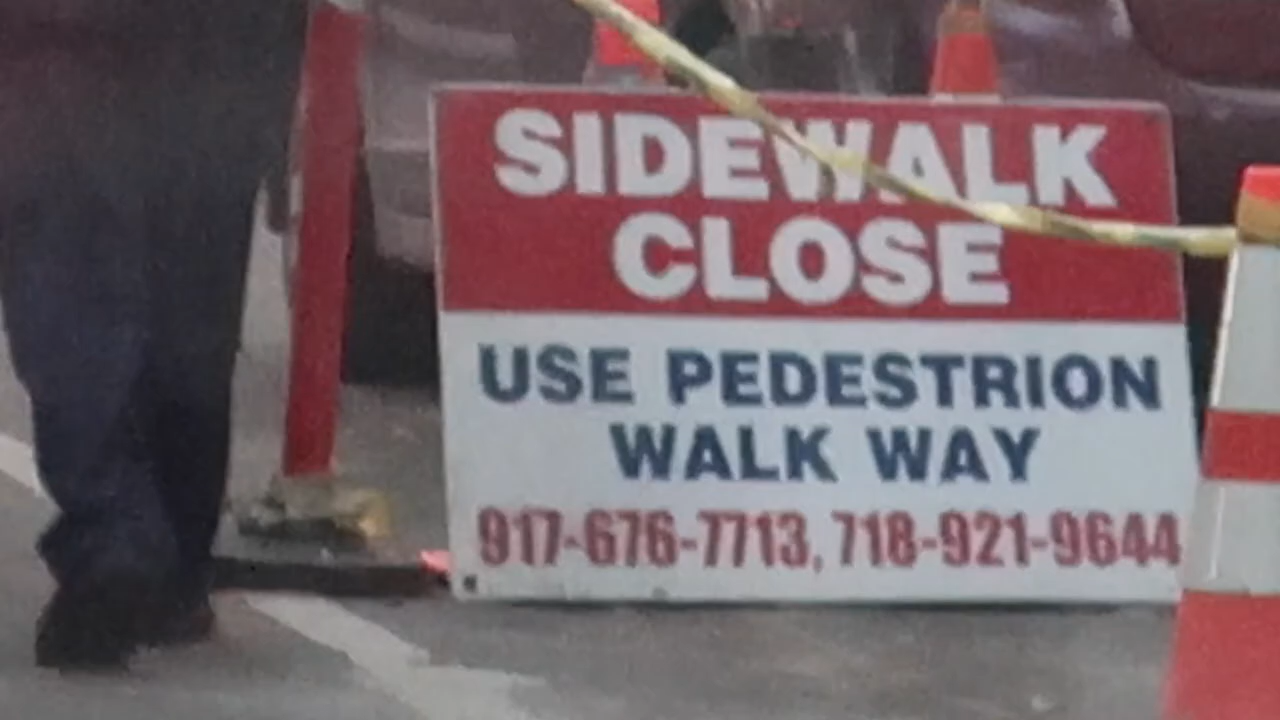 SIDEWALK
CLOSE
USE PEDESTRION
WALK WAY
917-676-7713, 718-921-9644